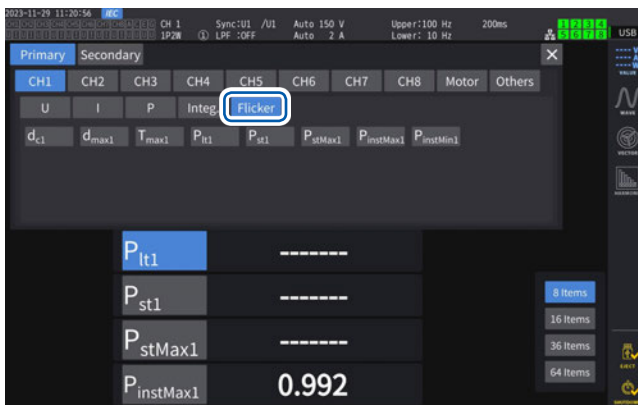 2023-11-29 11:20:56 IEC CH 1 Sync:U1 /U1 Auto 150 V Upper:100 Hz 200ms 1 2 3 4
1P2W ① LPF :OFF Auto 2 A Lower: 10 Hz 5 6 7 8 USB
Primary Secondary ×
CH1 CH2 CH3 CH4 CH5 CH6 CH7 CH8 Motor Others
U I P Integ. Flicker
dc1 dmax1 Tmax1 Plt1 Pst1 PstMax1 PinstMax1 PinstMin1
V
A
W
VALUE
WAVE
VECTOR
Plt1 -------
Pst1 -------
PstMax1 -------
PinstMax1 0.992
8 Items
16 Items
36 Items
64 Items
EJECT